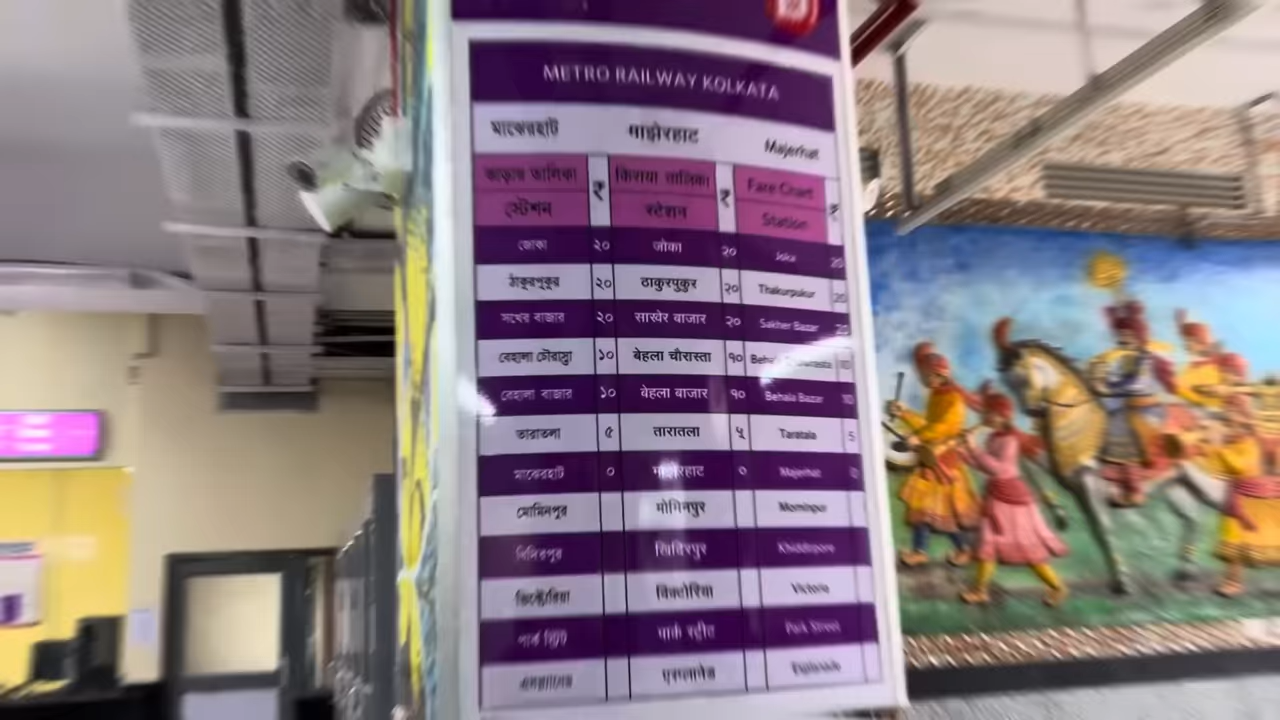 METRO RAILWAY KOLKATA
মাঝেরহাট माझेरहाट Majerhat
ভাড়ার তালিকা ₹ किराया तालिका ₹ Fare Chart ₹
স্টেশন स्टेशन Station
জোকা ২০ जोका २० Joka 20
ঠাকুরপুকুর ২০ ठाकुरपुकुर २० Thakurpukur 20
সখের বাজার ২০ साखेर बाजार २० Sakher Bazar 20
বেহালা চৌরাস্তা ১০ बेहला चौरास्ता १० 10
বেহালা বাজার ১০ बेहला बाजार १० Behala Bazar 10
তারাতলা ৫ तारातला ५ Taratala 5
মাঝেরহাট ০ माझेरहाट ० Majerhat
মোমিনপুর मोमिनपुर Mominpur
খিদিরপুর खिदिरपुर Khidderpore
ভিক্টোরিয়া विक्टोरिया Victoria
পার্ক স্ট্রিট पार्क स्ट्रीट Park Street
এসপ্ল্যানেড एस्प्लानेड Esplanade